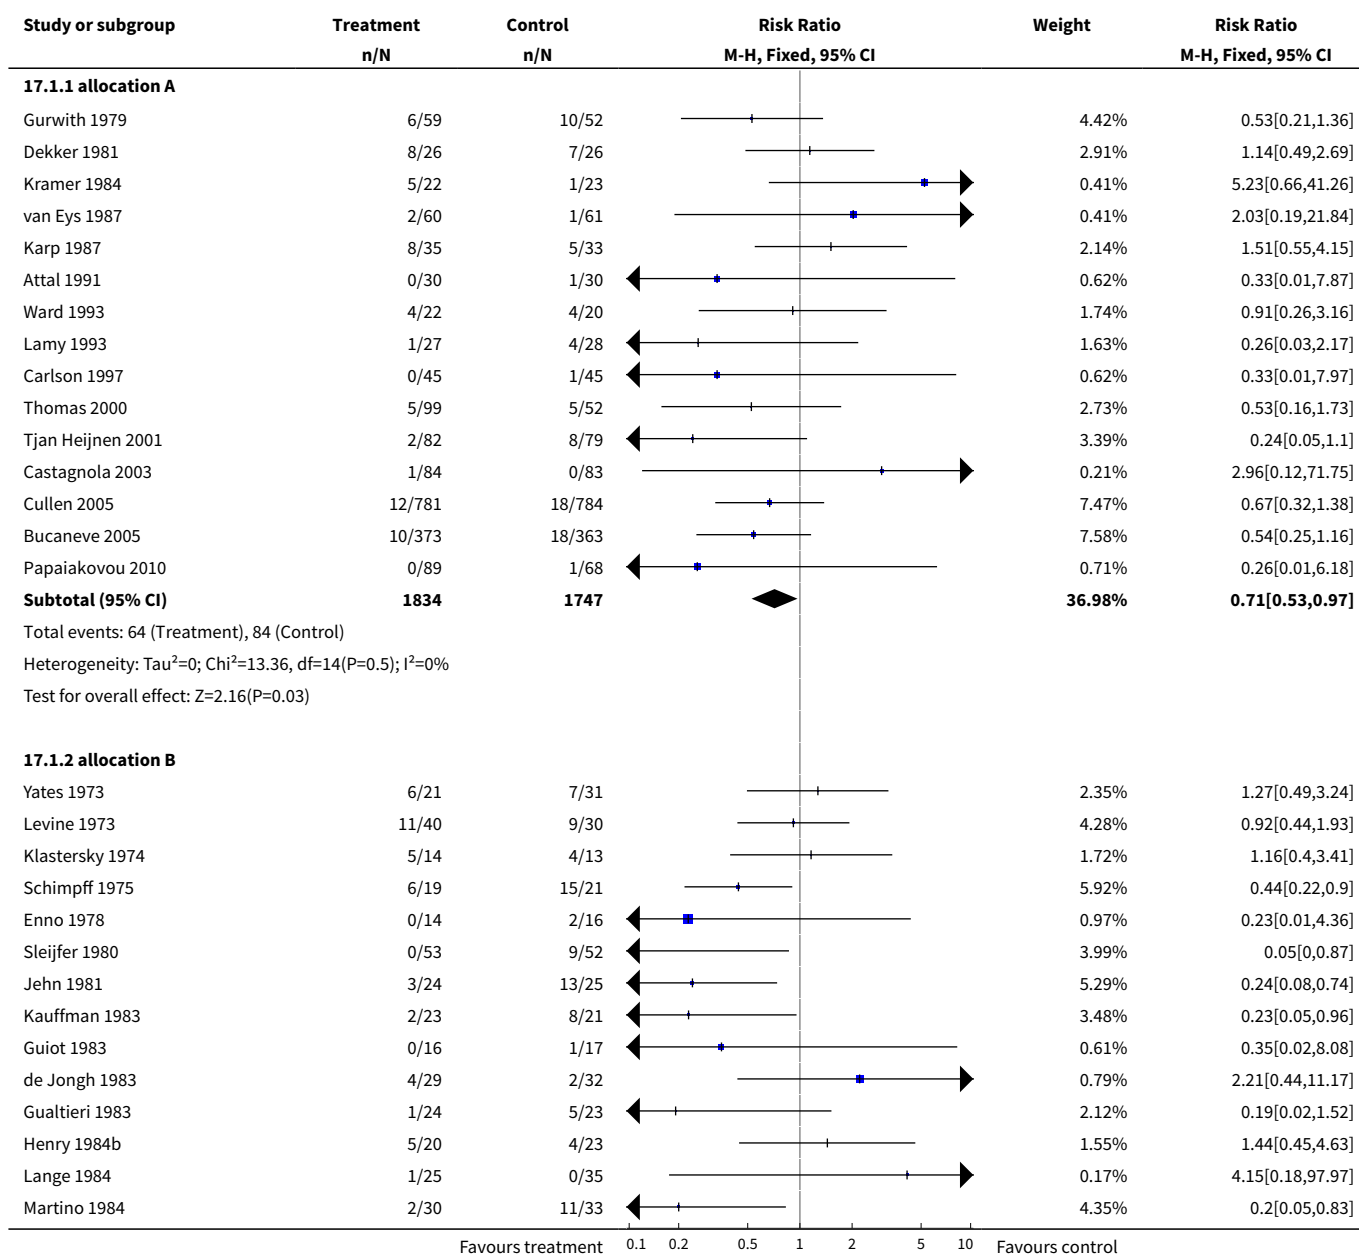 Study or subgroup Treatment Control Risk Ratio Weight Risk Ratio
n/N n/N M-H, Fixed, 95% CI M-H, Fixed, 95% CI
17.1.1 allocation A
Gurwith 1979 6/59 10/52 4.42% 0.53[0.21,1.36]
Dekker 1981 8/26 7/26 2.91% 1.14[0.49,2.69]
Kramer 1984 5/22 1/23 0.41% 5.23[0.66,41.26]
van Eys 1987 2/60 1/61 0.41% 2.03[0.19,21.84]
Karp 1987 8/35 5/33 2.14% 1.51[0.55,4.15]
Attal 1991 0/30 1/30 0.62% 0.33[0.01,7.87]
Ward 1993 4/22 4/20 1.74% 0.91[0.26,3.16]
Lamy 1993 1/27 4/28 1.63% 0.26[0.03,2.17]
Carlson 1997 0/45 1/45 0.62% 0.33[0.01,7.97]
Thomas 2000 5/99 5/52 2.73% 0.53[0.16,1.73]
Tjan Heijnen 2001 2/82 8/79 3.39% 0.24[0.05,1.1]
Castagnola 2003 1/84 0/83 0.21% 2.96[0.12,71.75]
Cullen 2005 12/781 18/784 7.47% 0.67[0.32,1.38]
Bucaneve 2005 10/373 18/363 7.58% 0.54[0.25,1.16]
Papaiakovou 2010 0/89 1/68 0.71% 0.26[0.01,6.18]
Subtotal (95% CI) 1834 1747 36.98% 0.71[0.53,0.97]
Total events: 64 (Treatment), 84 (Control)
Heterogeneity: Tau²=0; Chi²=13.36, df=14(P=0.5); I²=0%
Test for overall effect: Z=2.16(P=0.03)
17.1.2 allocation B
Yates 1973 6/21 7/31 2.35% 1.27[0.49,3.24]
Levine 1973 11/40 9/30 4.28% 0.92[0.44,1.93]
Klastersky 1974 5/14 4/13 1.72% 1.16[0.4,3.41]
Schimpff 1975 6/19 15/21 5.92% 0.44[0.22,0.9]
Enno 1978 0/14 2/16 0.97% 0.23[0.01,4.36]
Sleijfer 1980 0/53 9/52 3.99% 0.05[0,0.87]
Jehn 1981 3/24 13/25 5.29% 0.24[0.08,0.74]
Kauffman 1983 2/23 8/21 3.48% 0.23[0.05,0.96]
Guiot 1983 0/16 1/17 0.61% 0.35[0.02,8.08]
de Jongh 1983 4/29 2/32 0.79% 2.21[0.44,11.17]
Gualtieri 1983 1/24 5/23 2.12% 0.19[0.02,1.52]
Henry 1984b 5/20 4/23 1.55% 1.44[0.45,4.63]
Lange 1984 1/25 0/35 0.17% 4.15[0.18,97.97]
Martino 1984 2/30 11/33 4.35% 0.2[0.05,0.83]
Favours treatment 0.1 0.2 0.5 1 2 5 10 Favours control